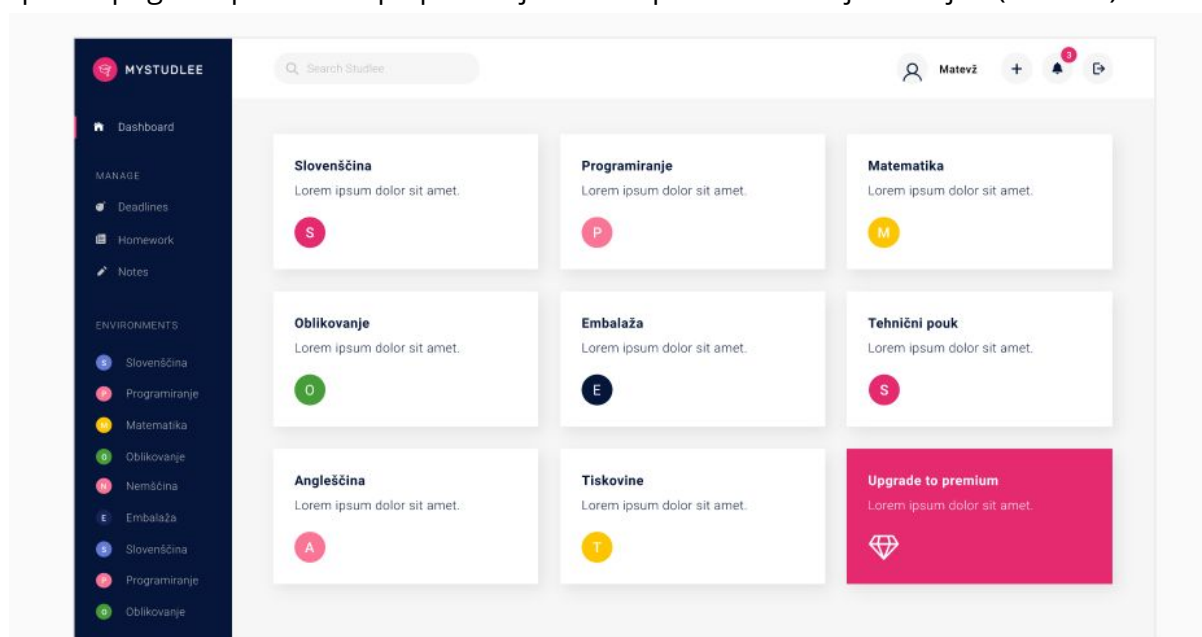 MYSTUDLEE
Search Studlee
Matevž
3
Dashboard
MANAGE
Deadlines
Homework
Notes
ENVIRONMENTS
S Slovenščina
P Programiranje
M Matematika
O Oblikovanje
N Nemščina
E Embalaža
S Slovenščina
P Programiranje
O Oblikovanje
Slovenščina
Lorem ipsum dolor sit amet.
S
Programiranje
Lorem ipsum dolor sit amet.
P
Matematika
Lorem ipsum dolor sit amet.
M
Oblikovanje
Lorem ipsum dolor sit amet.
O
Embalaža
Lorem ipsum dolor sit amet.
E
Tehnični pouk
Lorem ipsum dolor sit amet.
S
Angleščina
Lorem ipsum dolor sit amet.
A
Tiskovine
Lorem ipsum dolor sit amet.
T
Upgrade to premium
Lorem ipsum dolor sit amet.